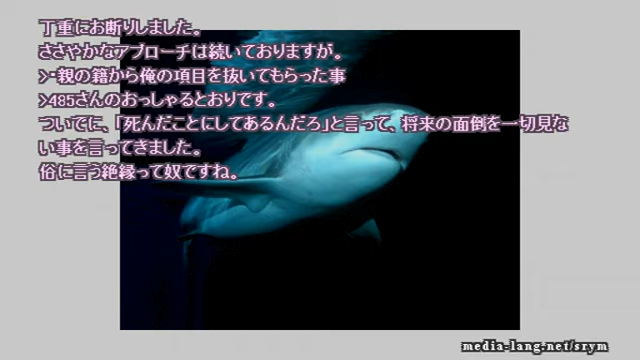 丁重にお断りしました。
ささやかなアプローチは続いておりますが。
>・親の籍から俺の項目を抜いてもらった事
>485さんのおっしゃるとおりです。
ついでに、「死んだことにしてあるんだろ」と言って、将来の面倒を一切見な
い事を言ってきました。
俗に言う絶縁って奴ですね。
media-lang-net/srym